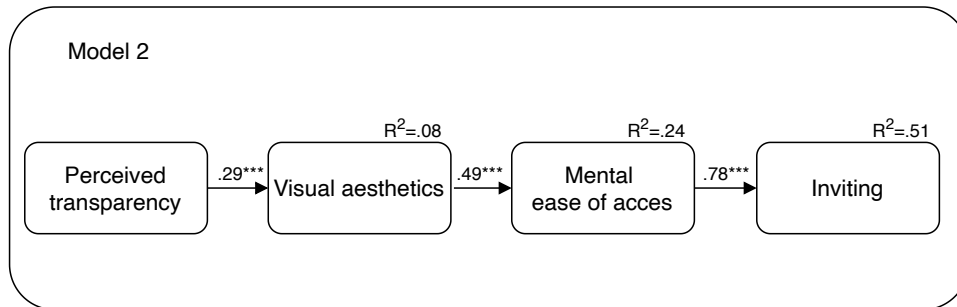 Model 2
R²=.08
R²=.24
R²=.51
Perceived
transparency
.29***
Visual aesthetics
.49***
Mental
ease of acces
.78***
Inviting